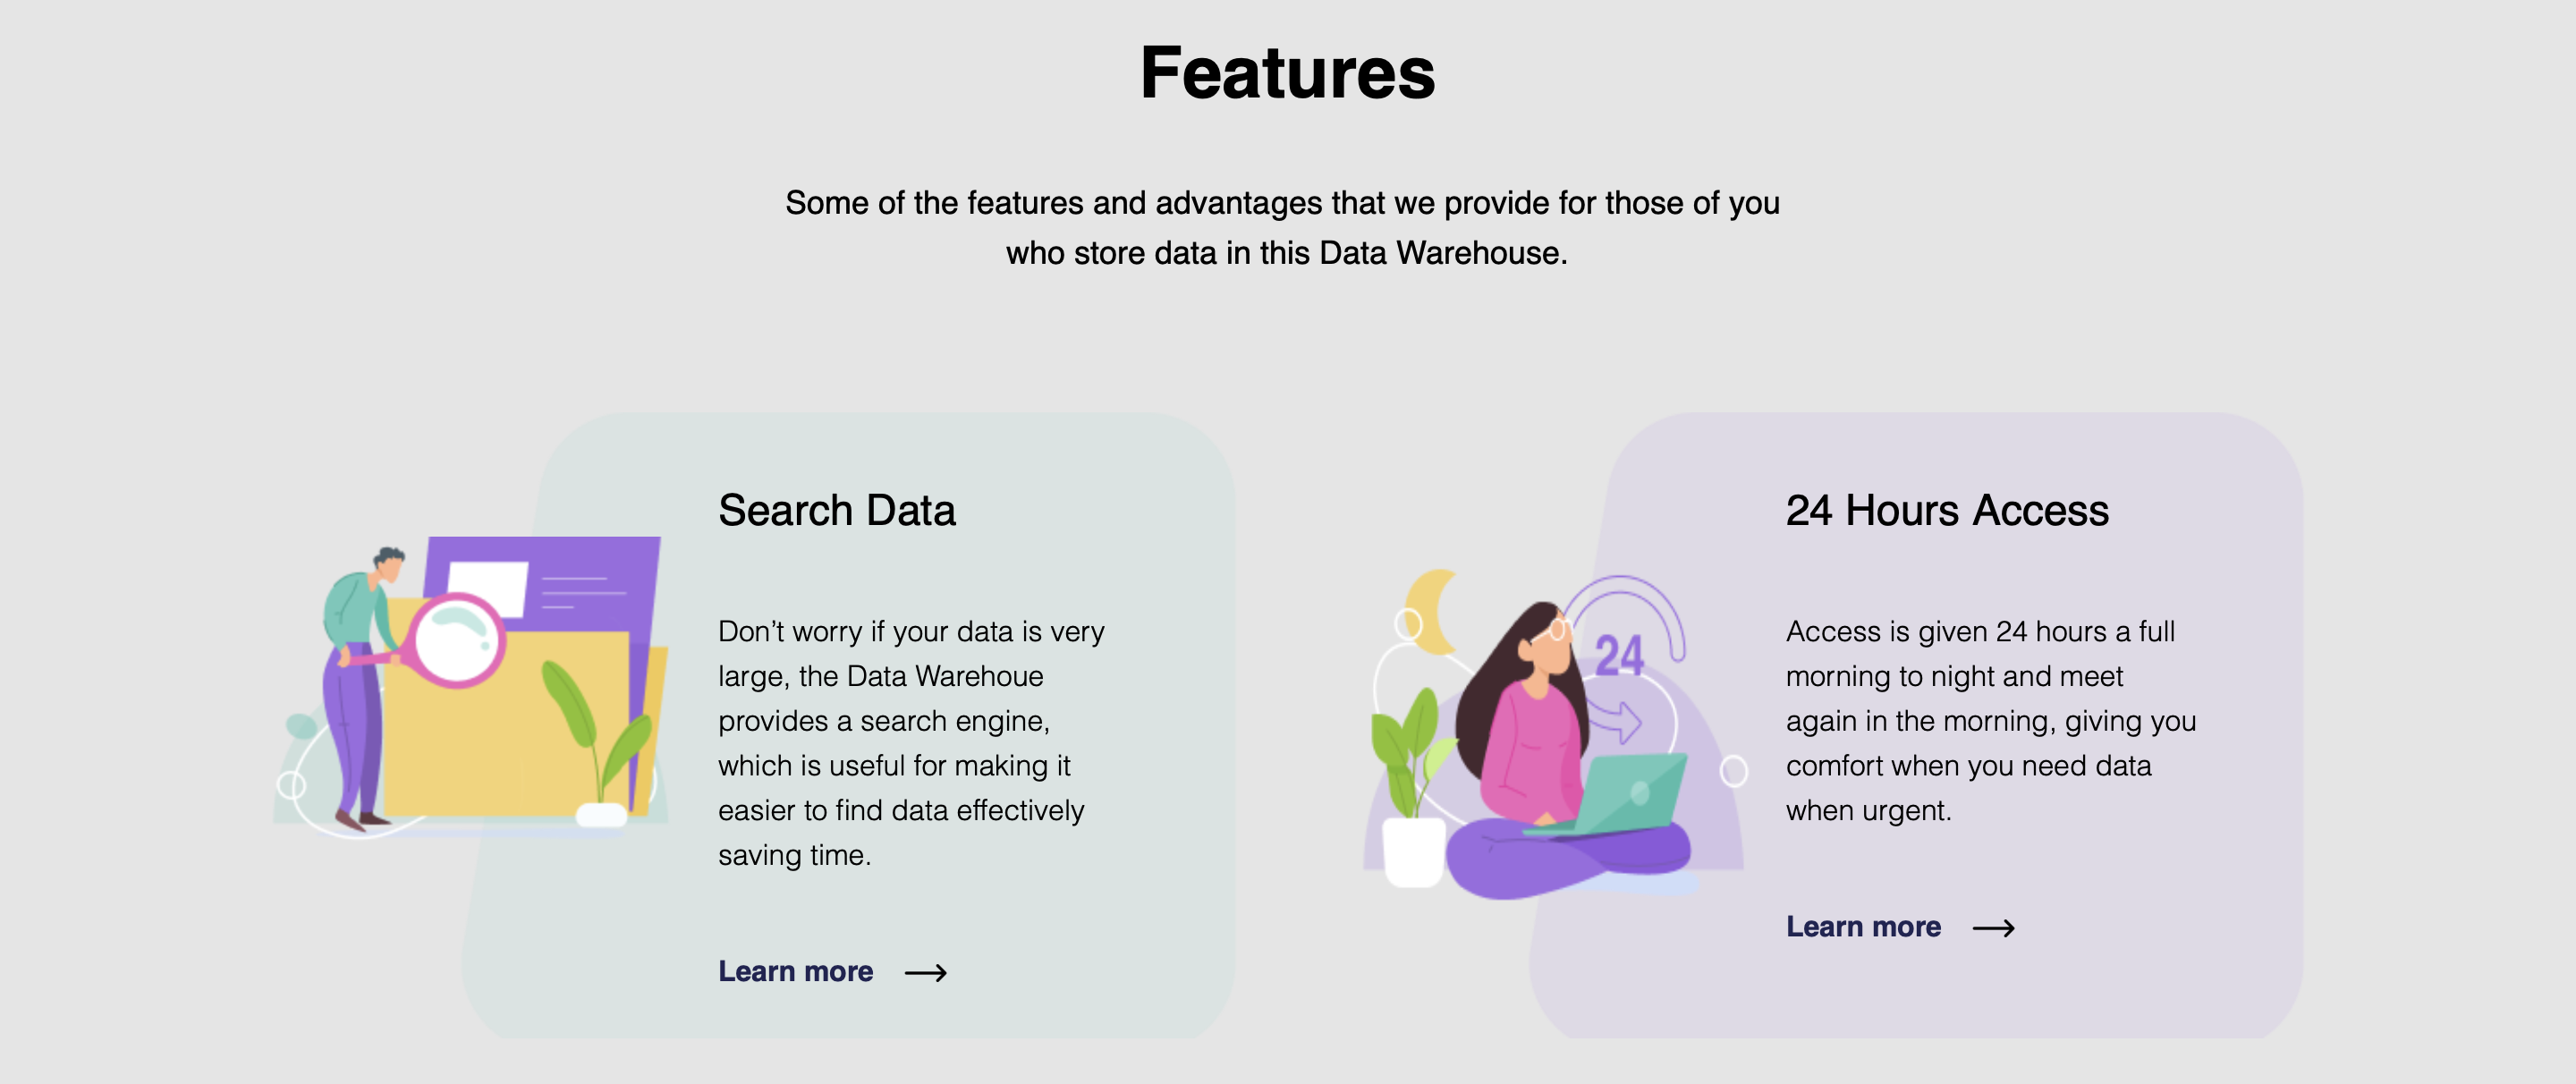 Features
Some of the features and advantages that we provide for those of you
who store data in this Data Warehouse.
Search Data
Don’t worry if your data is very
large, the Data Warehoue
provides a search engine,
which is useful for making it
easier to find data effectively
saving time.
Learn more
24
24 Hours Access
Access is given 24 hours a full
morning to night and meet
again in the morning, giving you
comfort when you need data
when urgent.
Learn more